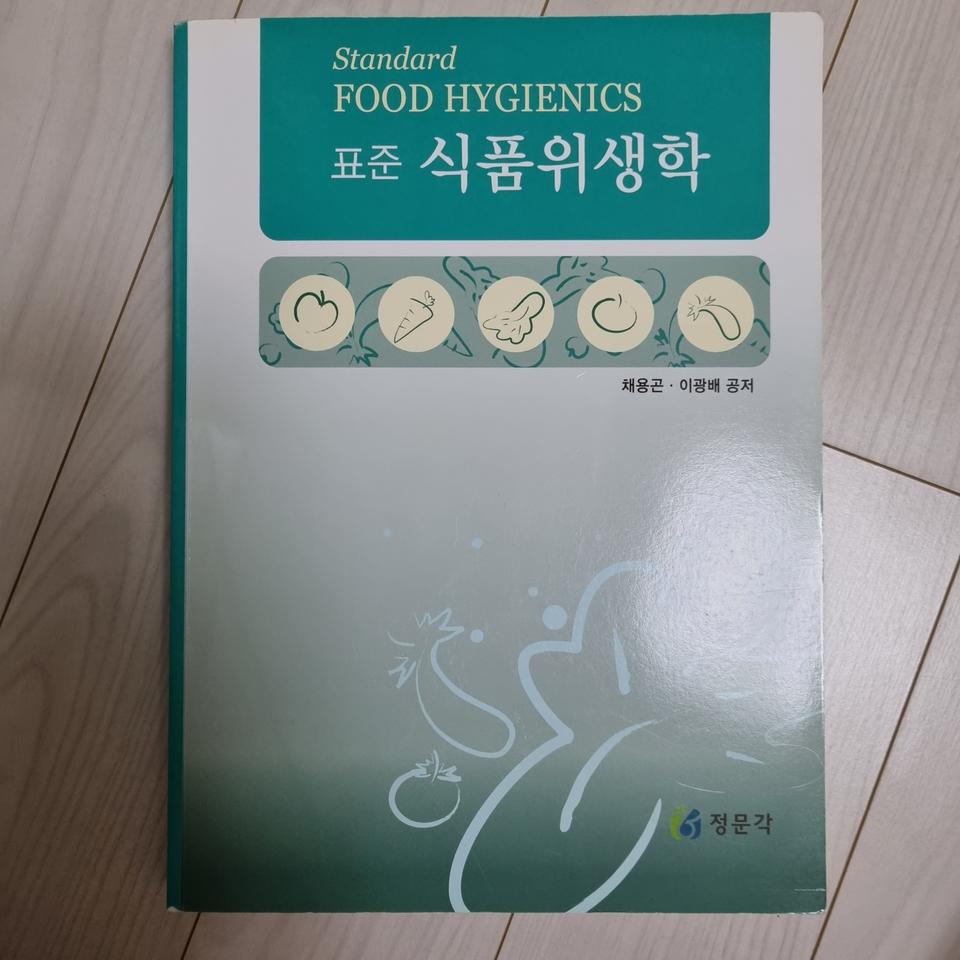 Standard
FOOD HYGIENICS
표준 식품위생학
채용곤 · 이광배 공저
정문각